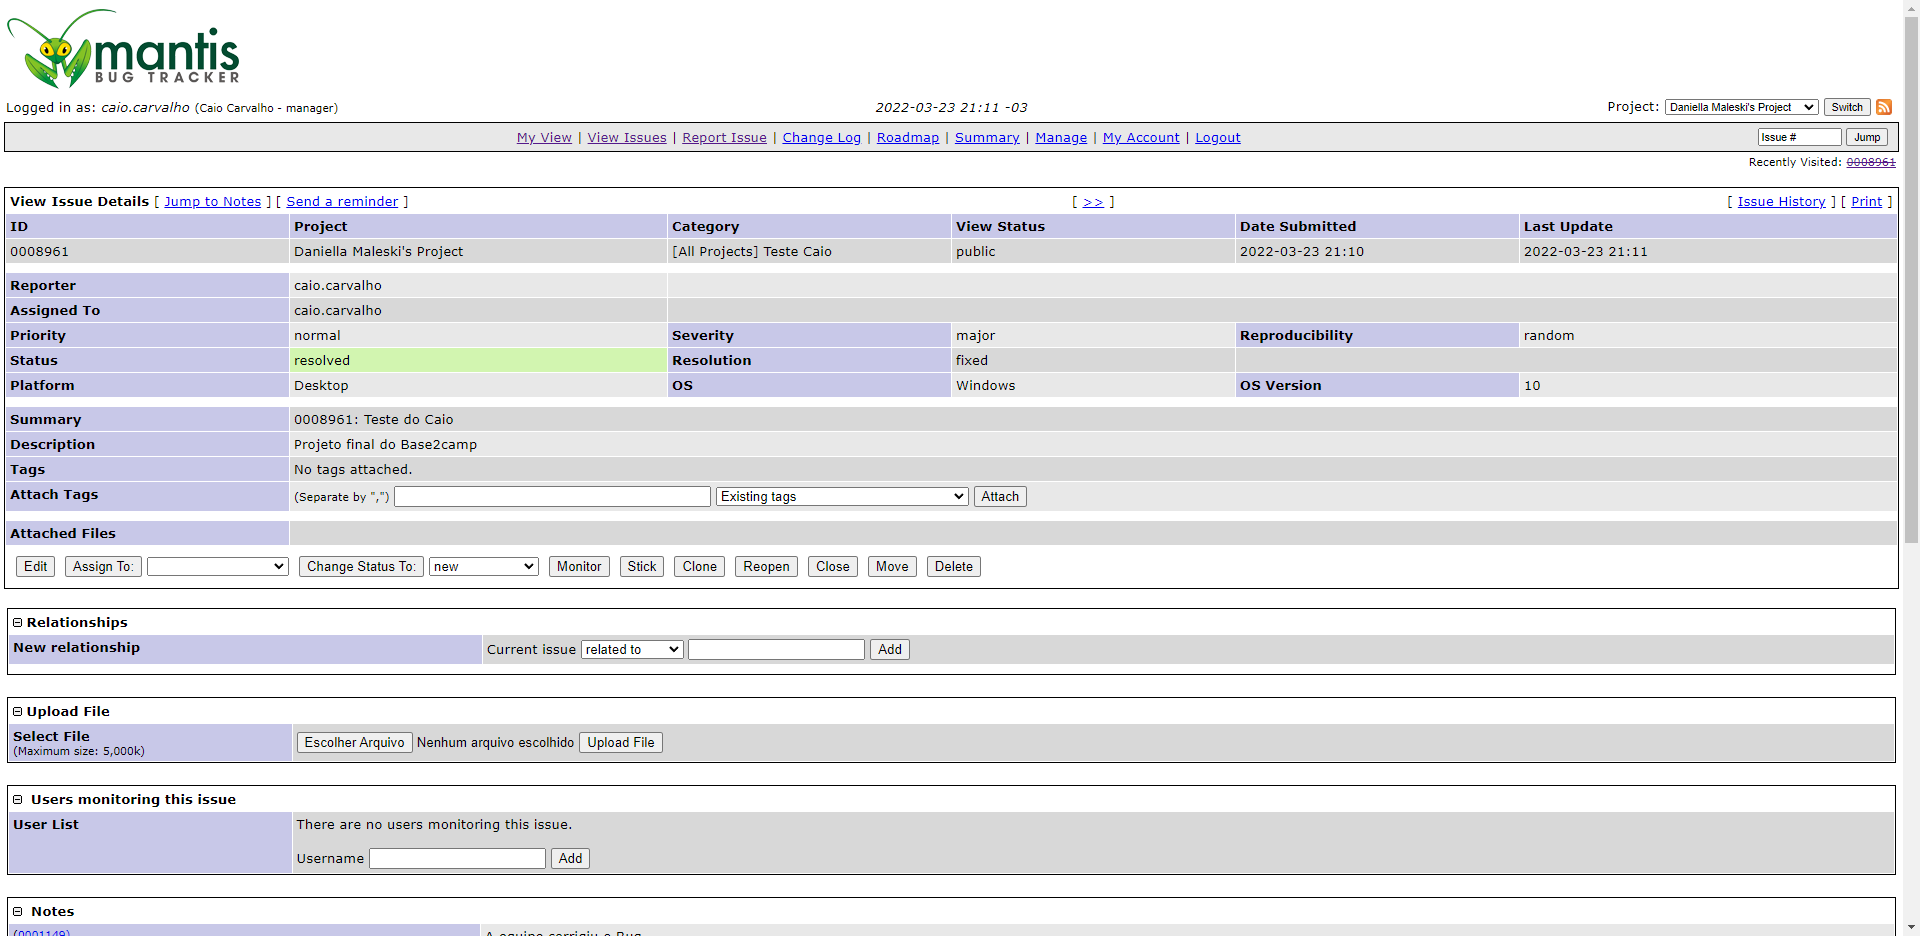 mantis
BUG TRACKER
Logged in as: caio.carvalho (Caio Carvalho - manager) 2022-03-23 21:11 -03 Project: Daniella Maleski's Project Switch
My View | View Issues | Report Issue | Change Log | Roadmap | Summary | Manage | My Account | Logout Issue # Jump
Recently Visited: 0008961
View Issue Details [ Jump to Notes ] [ Send a reminder ] [ >> ] [ Issue History ] [ Print ]
ID Project Category View Status Date Submitted Last Update
0008961 Daniella Maleski's Project [All Projects] Teste Caio public 2022-03-23 21:10 2022-03-23 21:11
Reporter caio.carvalho
Assigned To caio.carvalho
Priority normal Severity major Reproducibility random
Status resolved Resolution fixed
Platform Desktop OS Windows OS Version 10
Summary 0008961: Teste do Caio
Description Projeto final do Base2camp
Tags No tags attached.
Attach Tags (Separate by ",") Existing tags Attach
Attached Files
Edit Assign To: Change Status To: new Monitor Stick Clone Reopen Close Move Delete
Relationships
New relationship Current issue related to Add
Upload File
Select File
(Maximum size: 5,000k) Escolher Arquivo Nenhum arquivo escolhido Upload File
Users monitoring this issue
User List There are no users monitoring this issue.
Username Add
Notes
(0001149) A equipe corrigiu o Bug